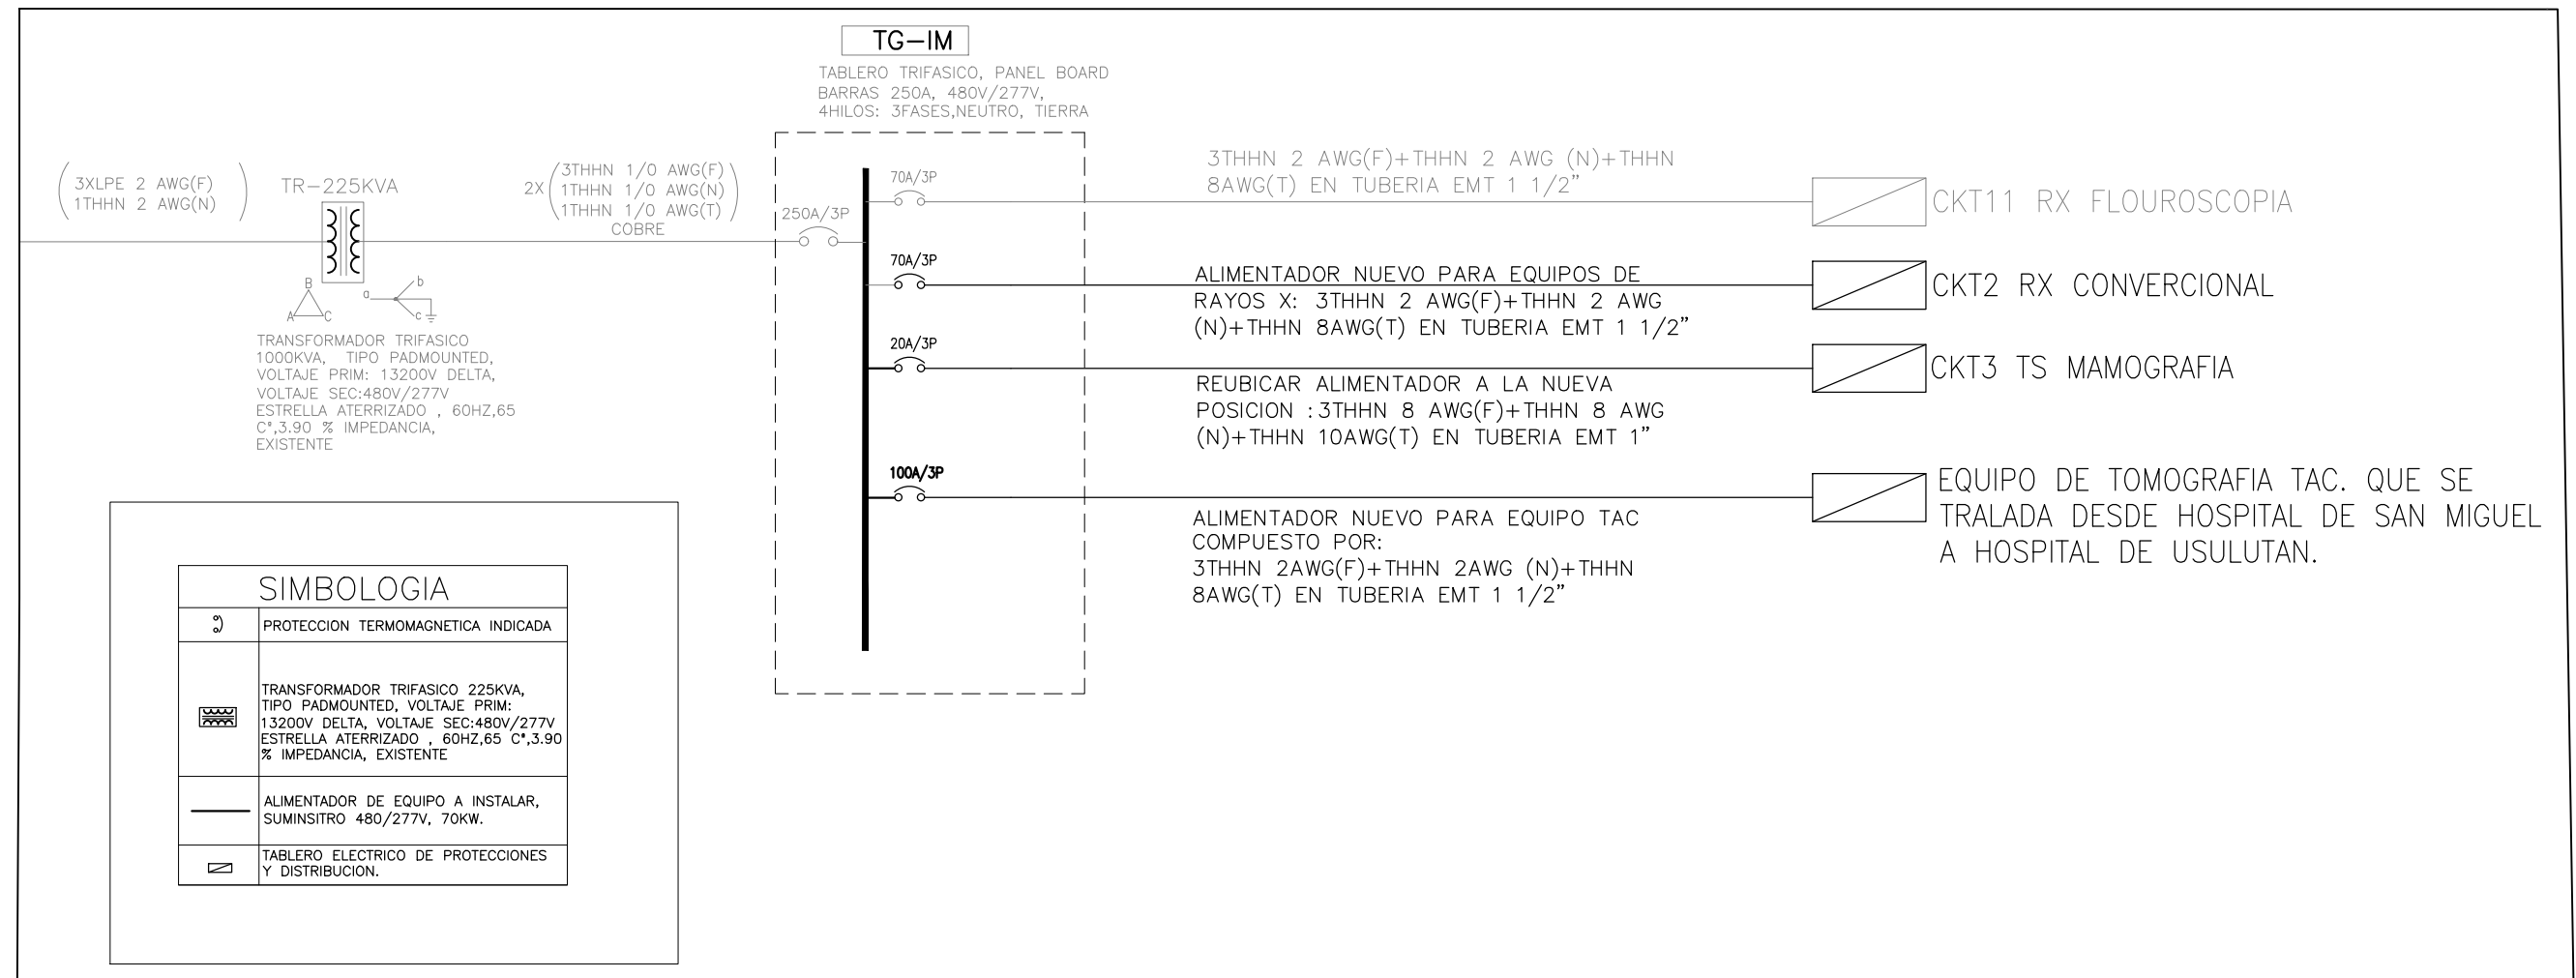 TG-IM
TABLERO TRIFASICO, PANEL BOARD
BARRAS 250A, 480V/277V,
4HILOS: 3FASES,NEUTRO, TIERRA
3XLPE 2 AWG(F)
1THHN 2 AWG(N)
TR-225KVA
2X
3THHN 1/0 AWG(F)
1THHN 1/0 AWG(N)
1THHN 1/0 AWG(T)
COBRE
250A/3P
B
A
C
a
b
c
TRANSFORMADOR TRIFASICO
1000KVA, TIPO PADMOUNTED,
VOLTAJE PRIM: 13200V DELTA,
VOLTAJE SEC:480V/277V
ESTRELLA ATERRIZADO , 60HZ,65
C°,3.90 % IMPEDANCIA,
EXISTENTE
70A/3P
3THHN 2 AWG(F)+THHN 2 AWG (N)+THHN
8AWG(T) EN TUBERIA EMT 1 1/2”
CKT11 RX FLOUROSCOPIA
70A/3P
ALIMENTADOR NUEVO PARA EQUIPOS DE
RAYOS X: 3THHN 2 AWG(F)+THHN 2 AWG
(N)+THHN 8AWG(T) EN TUBERIA EMT 1 1/2”
CKT2 RX CONVERCIONAL
20A/3P
REUBICAR ALIMENTADOR A LA NUEVA
POSICION :3THHN 8 AWG(F)+THHN 8 AWG
(N)+THHN 10AWG(T) EN TUBERIA EMT 1”
CKT3 TS MAMOGRAFIA
100A/3P
ALIMENTADOR NUEVO PARA EQUIPO TAC
COMPUESTO POR:
3THHN 2AWG(F)+THHN 2AWG (N)+THHN
8AWG(T) EN TUBERIA EMT 1 1/2”
EQUIPO DE TOMOGRAFIA TAC. QUE SE
TRALADA DESDE HOSPITAL DE SAN MIGUEL
A HOSPITAL DE USULUTAN.
SIMBOLOGIA
PROTECCION TERMOMAGNETICA INDICADA
TRANSFORMADOR TRIFASICO 225KVA,
TIPO PADMOUNTED, VOLTAJE PRIM:
13200V DELTA, VOLTAJE SEC:480V/277V
ESTRELLA ATERRIZADO , 60HZ,65 C°,3.90
% IMPEDANCIA, EXISTENTE
ALIMENTADOR DE EQUIPO A INSTALAR,
SUMINSITRO 480/277V, 70KW.
TABLERO ELECTRICO DE PROTECCIONES
Y DISTRIBUCION.